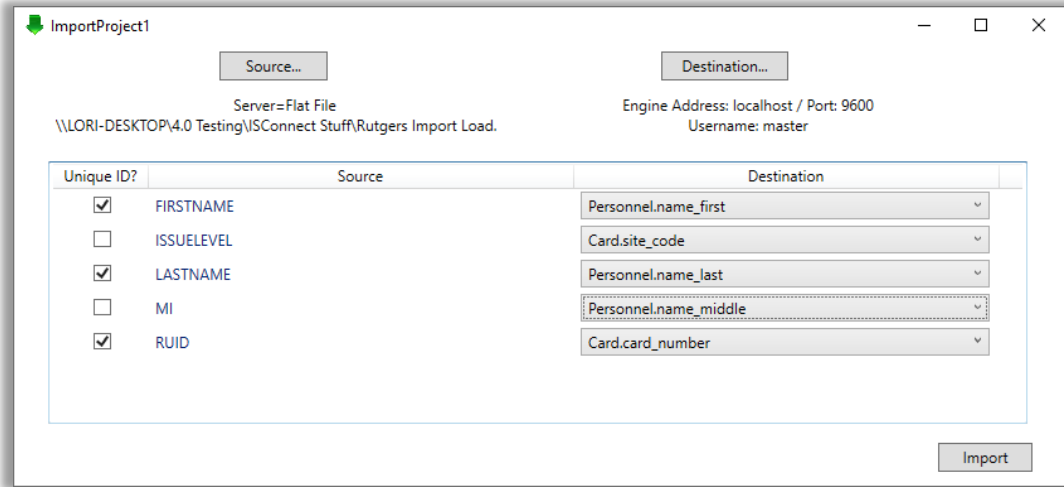 ImportProject1
Source...
Destination...
Server=Flat File
Engine Address: localhost / Port: 9600
\\LORI-DESKTOP\4.0 Testing\ISConnect Stuff\Rutgers Import Load.
Username: master
Unique ID? Source Destination
FIRSTNAME Personnel.name_first
ISSUELEVEL Card.site_code
LASTNAME Personnel.name_last
MI Personnel.name_middle
RUID Card.card_number
Import